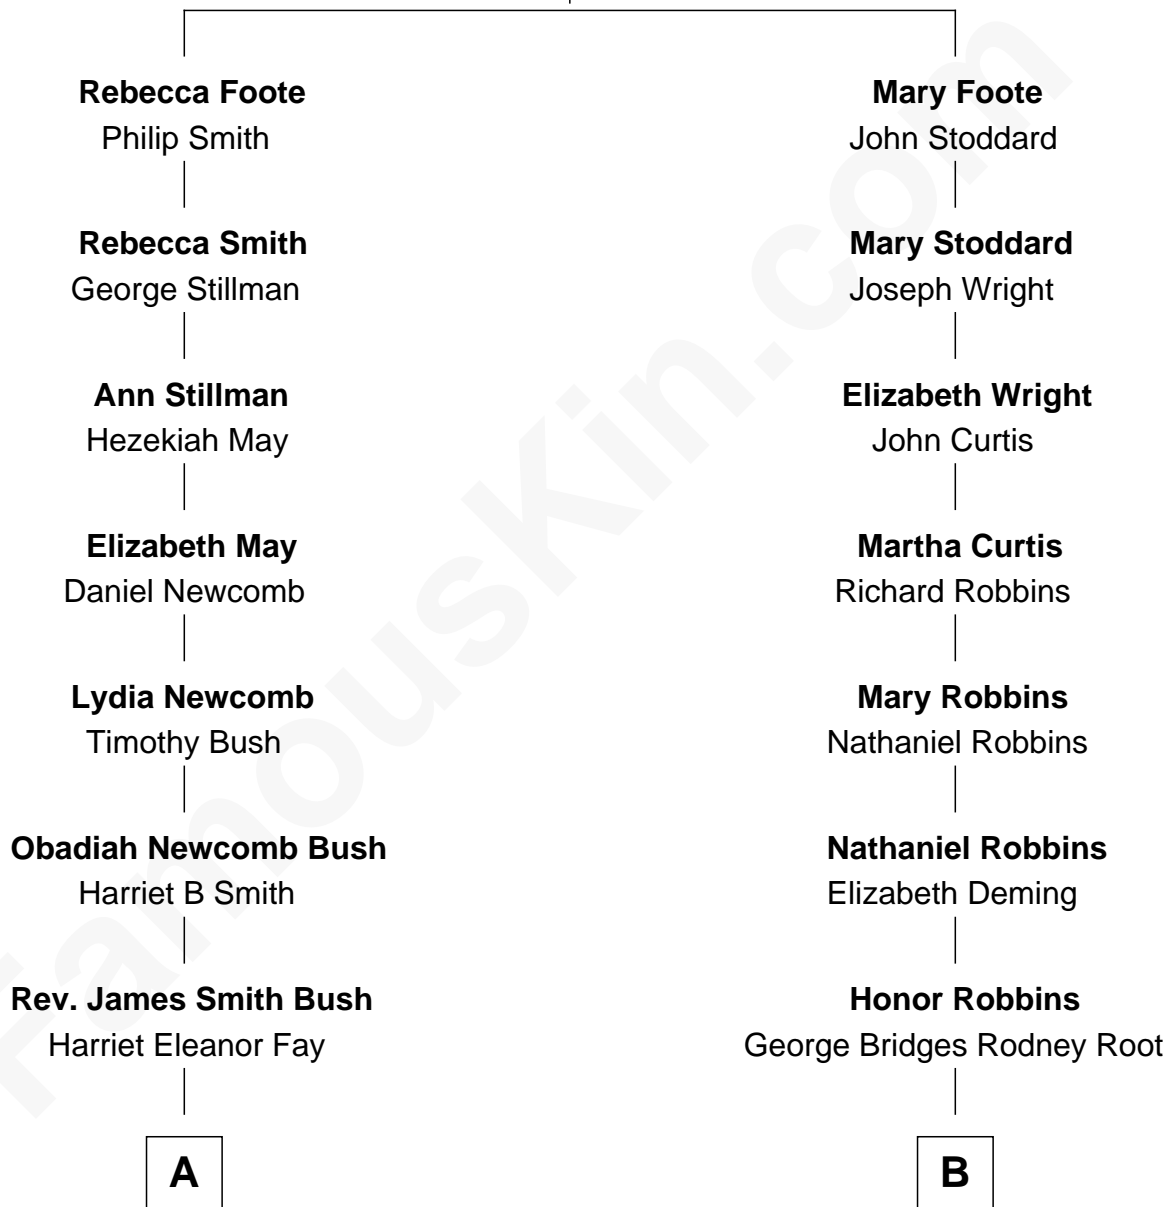 Rebecca Foote
Philip Smith
Mary Foote
John Stoddard
Rebecca Smith
George Stillman
Mary Stoddard
Joseph Wright
Ann Stillman
Hezekiah May
Elizabeth Wright
John Curtis
Elizabeth May
Daniel Newcomb
Martha Curtis
Richard Robbins
Lydia Newcomb
Timothy Bush
Mary Robbins
Nathaniel Robbins
Obadiah Newcomb Bush
Harriet B Smith
Nathaniel Robbins
Elizabeth Deming
Rev. James Smith Bush
Harriet Eleanor Fay
Honor Robbins
George Bridges Rodney Root
A
B
FamousKin.com